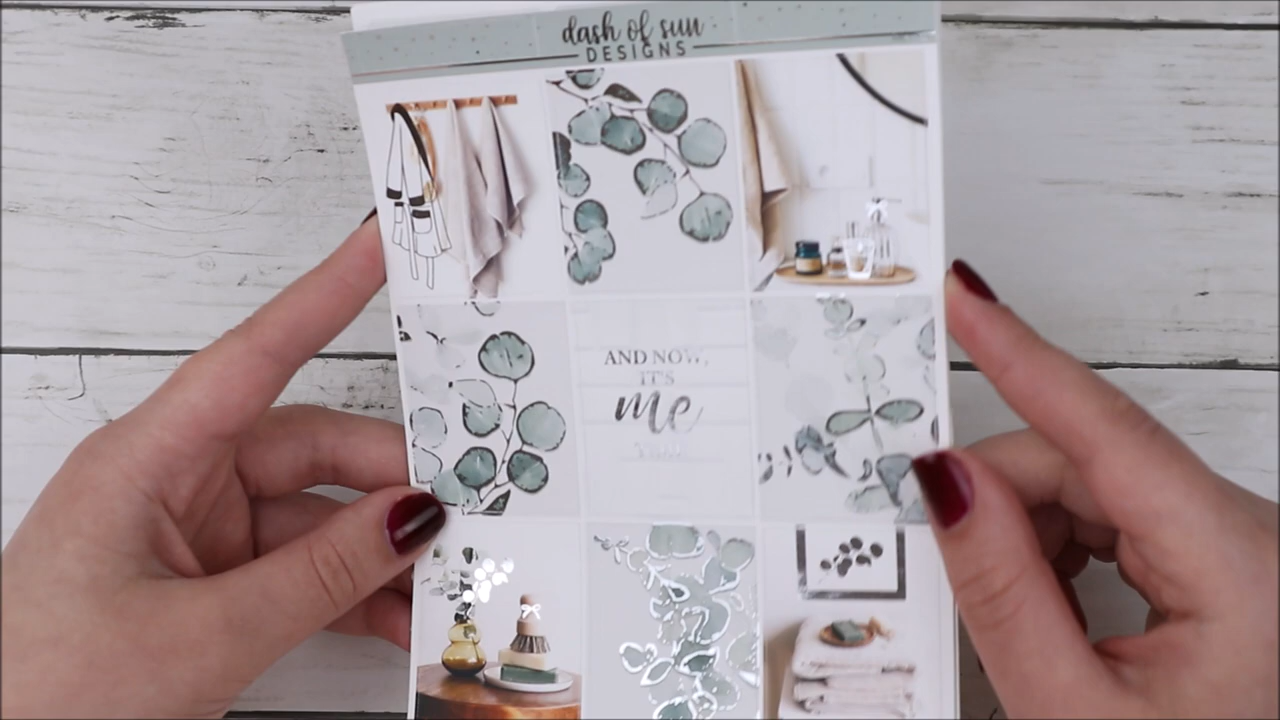 dash of sun
DESIGNS
AND NOW,
IT'S
me